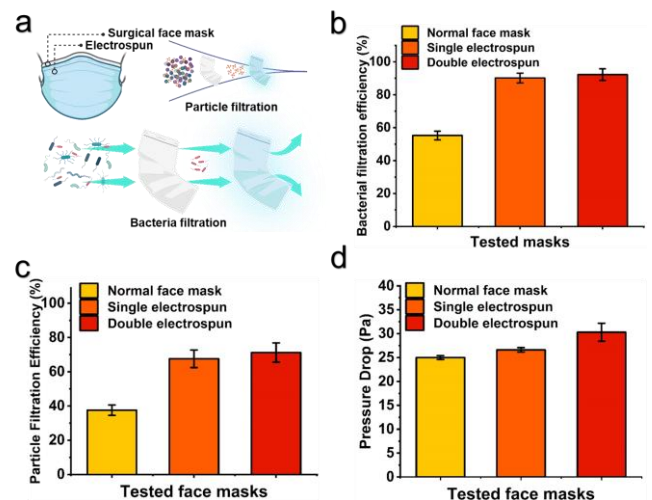 a
Surgical face mask
Electrospun
Particle filtration
Bacteria filtration
b
Bacterial filtration efficiency (%)
100
80
60
40
20
0
Normal face mask
Single electrospun
Double electrospun
Tested masks
c
Particle Filtration Efficiency (%)
100
80
60
40
20
0
Normal face mask
Single electrospun
Double electrospun
Tested face masks
d
Pressure Drop (Pa)
40
35
30
25
20
15
10
5
0
Normal face mask
Single electrospun
Double electrospun
Tested face masks